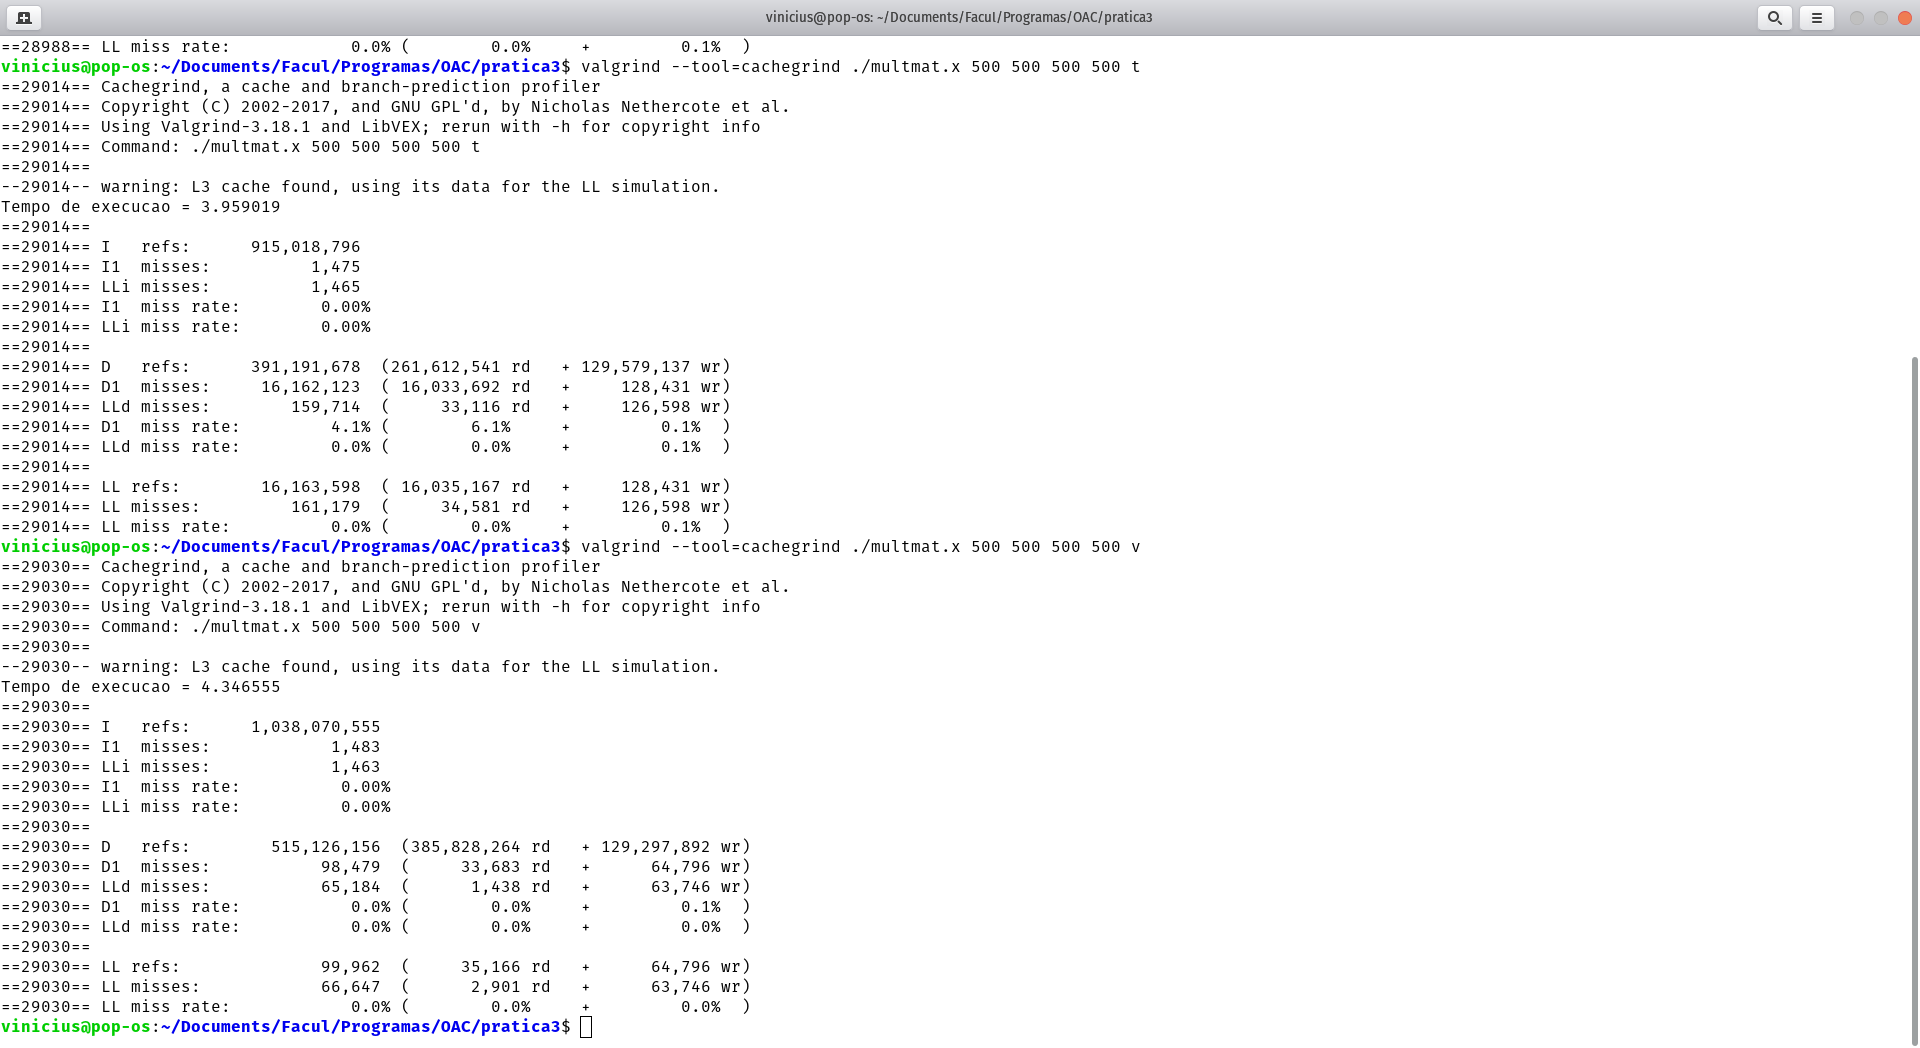 vinicius@pop-os: ~/Documents/Facul/Programas/OAC/pratica3
==28988== LL miss rate:            0.0% (        0.0%     +         0.1%  )
vinicius@pop-os:~/Documents/Facul/Programas/OAC/pratica3$ valgrind --tool=cachegrind ./multmat.x 500 500 500 500 t
==29014== Cachegrind, a cache and branch-prediction profiler
==29014== Copyright (C) 2002-2017, and GNU GPL'd, by Nicholas Nethercote et al.
==29014== Using Valgrind-3.18.1 and LibVEX; rerun with -h for copyright info
==29014== Command: ./multmat.x 500 500 500 500 t
==29014==
--29014-- warning: L3 cache found, using its data for the LL simulation.
Tempo de execucao = 3.959019
==29014==
==29014== I   refs:      915,018,796
==29014== I1  misses:          1,475
==29014== LLi misses:          1,465
==29014== I1  miss rate:        0.00%
==29014== LLi miss rate:        0.00%
==29014==
==29014== D   refs:      391,191,678  (261,612,541 rd   + 129,579,137 wr)
==29014== D1  misses:     16,162,123  ( 16,033,692 rd   +     128,431 wr)
==29014== LLd misses:        159,714  (     33,116 rd   +     126,598 wr)
==29014== D1  miss rate:         4.1% (        6.1%     +         0.1%  )
==29014== LLd miss rate:         0.0% (        0.0%     +         0.1%  )
==29014==
==29014== LL refs:        16,163,598  ( 16,035,167 rd   +     128,431 wr)
==29014== LL misses:         161,179  (     34,581 rd   +     126,598 wr)
==29014== LL miss rate:          0.0% (        0.0%     +         0.1%  )
vinicius@pop-os:~/Documents/Facul/Programas/OAC/pratica3$ valgrind --tool=cachegrind ./multmat.x 500 500 500 500 v
==29030== Cachegrind, a cache and branch-prediction profiler
==29030== Copyright (C) 2002-2017, and GNU GPL'd, by Nicholas Nethercote et al.
==29030== Using Valgrind-3.18.1 and LibVEX; rerun with -h for copyright info
==29030== Command: ./multmat.x 500 500 500 500 v
==29030==
--29030-- warning: L3 cache found, using its data for the LL simulation.
Tempo de execucao = 4.346555
==29030==
==29030== I   refs:      1,038,070,555
==29030== I1  misses:            1,483
==29030== LLi misses:            1,463
==29030== I1  miss rate:          0.00%
==29030== LLi miss rate:          0.00%
==29030==
==29030== D   refs:        515,126,156  (385,828,264 rd   + 129,297,892 wr)
==29030== D1  misses:           98,479  (     33,683 rd   +      64,796 wr)
==29030== LLd misses:           65,184  (      1,438 rd   +      63,746 wr)
==29030== D1  miss rate:           0.0% (        0.0%     +         0.1%  )
==29030== LLd miss rate:           0.0% (        0.0%     +         0.0%  )
==29030==
==29030== LL refs:              99,962  (     35,166 rd   +      64,796 wr)
==29030== LL misses:            66,647  (      2,901 rd   +      63,746 wr)
==29030== LL miss rate:            0.0% (        0.0%     +         0.0%  )
vinicius@pop-os:~/Documents/Facul/Programas/OAC/pratica3$